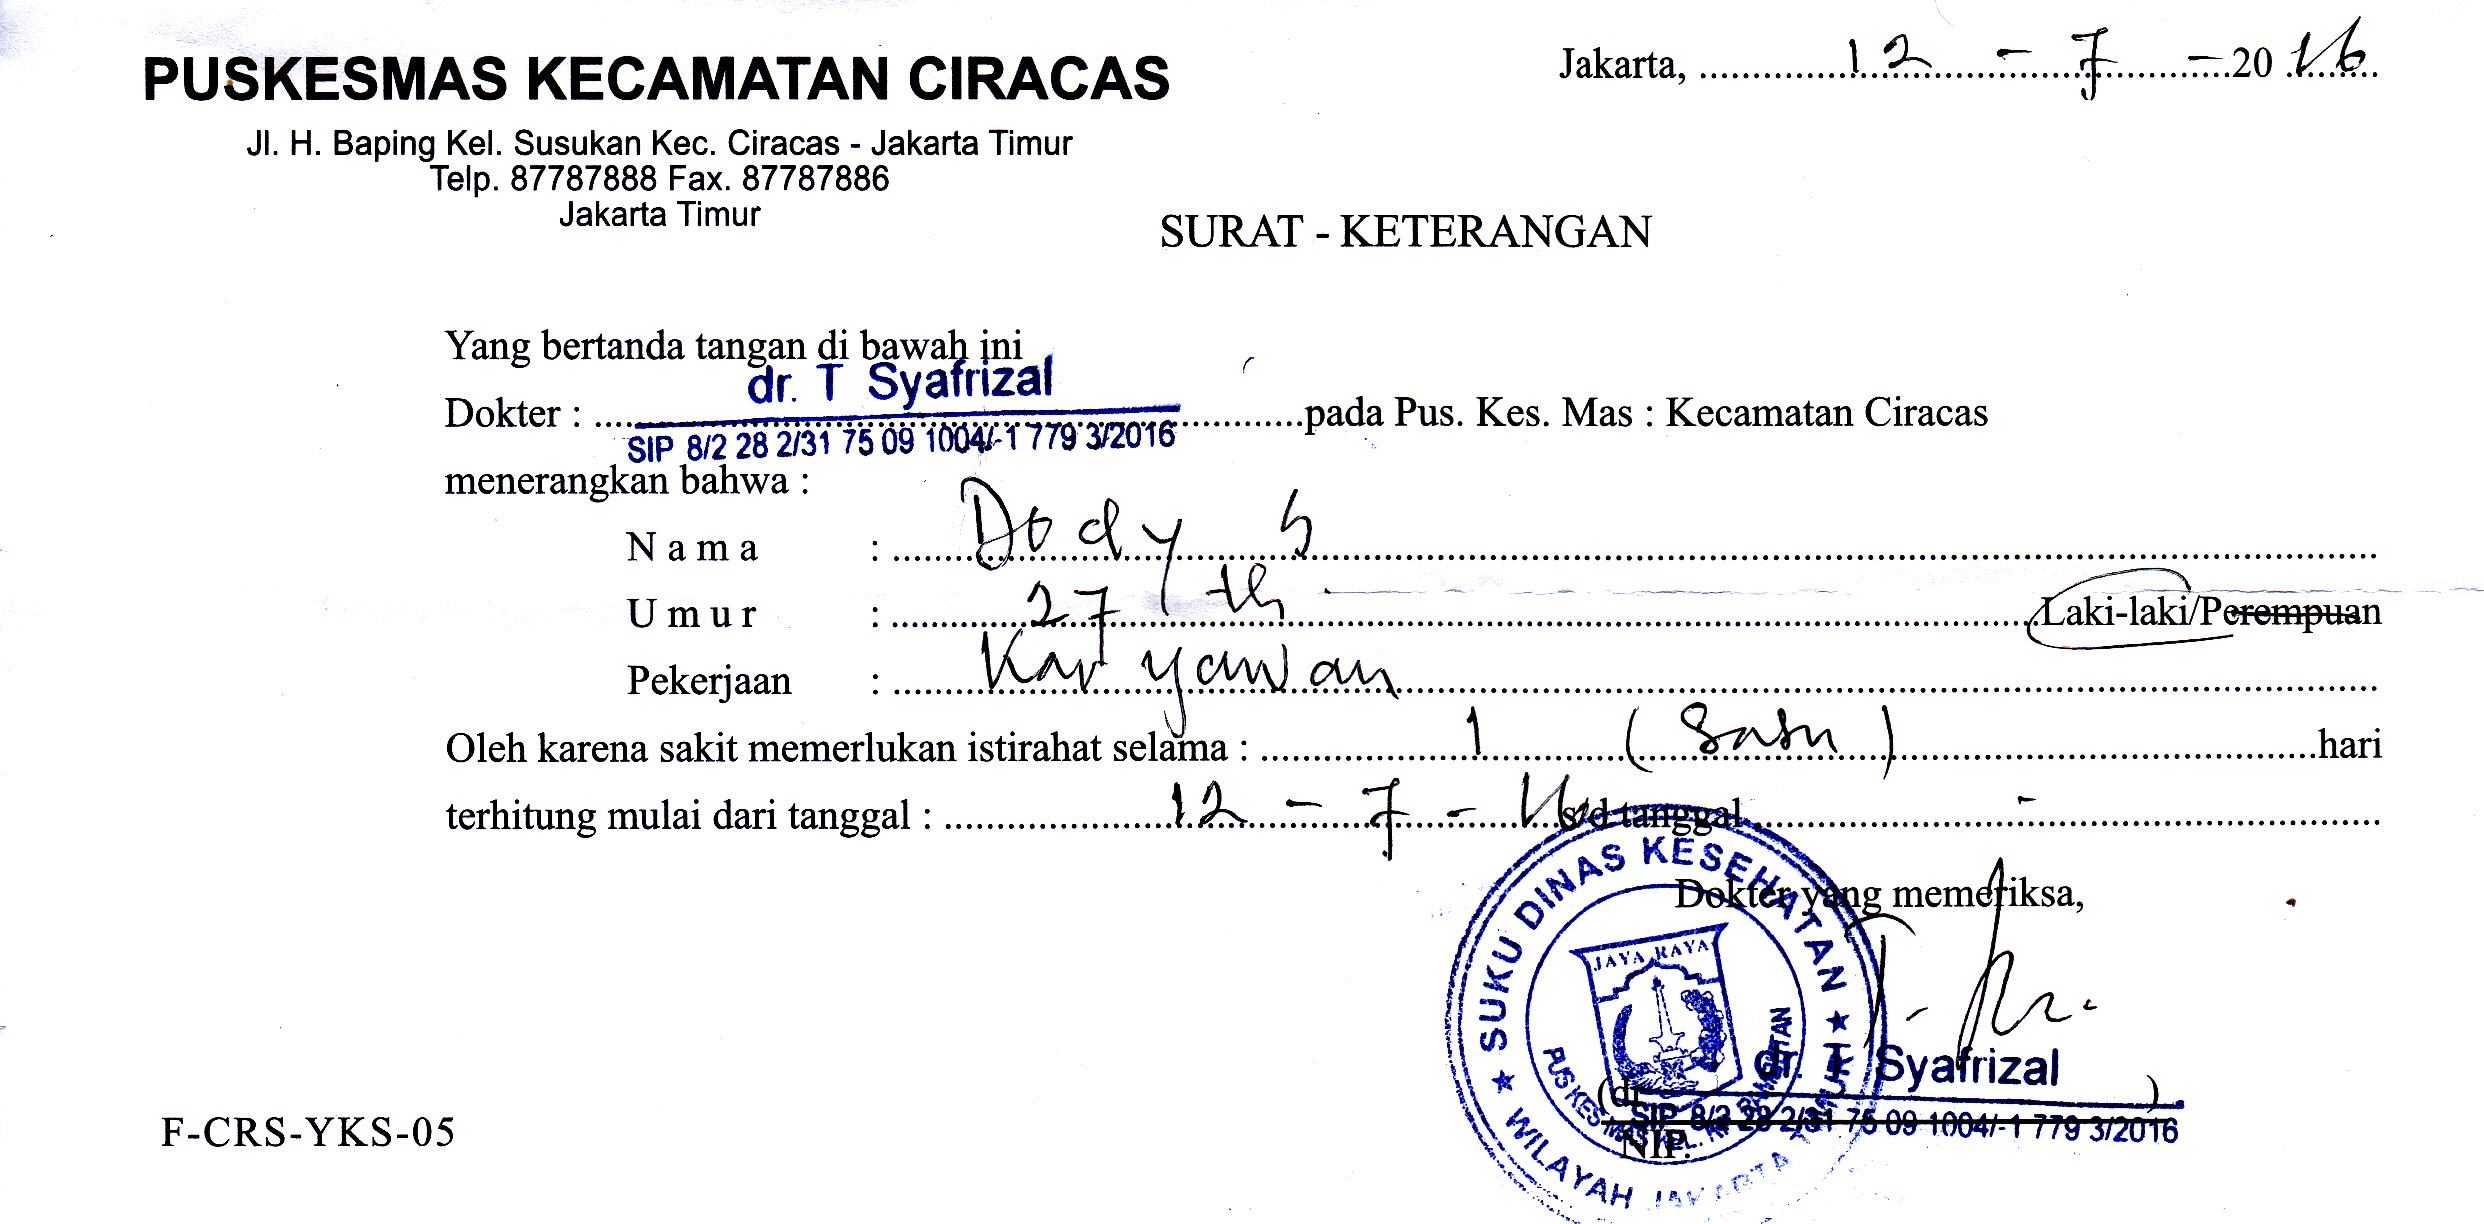 PUSKESMAS KECAMATAN CIRACAS
Jl. H. Baping Kel. Susukan Kec. Ciracas - Jakarta Timur
Telp. 87787888 Fax. 87787886
Jakarta Timur
Jakarta, 12 - 7 - 20 16
SURAT - KETERANGAN
Yang bertanda tangan di bawah ini
dr. T Syafrizal
Dokter : pada Pus. Kes. Mas : Kecamatan Ciracas
SIP 8/2 28 2/31 75 09 1004/-1 779 3/2016
menerangkan bahwa :
Nama : Dody S
Umur : 27 th Laki-laki/Perempuan
Pekerjaan : Karyawan
Oleh karena sakit memerlukan istirahat selama : 1 (Satu) hari
terhitung mulai dari tanggal : 12 - 7 - 16 s/d tanggal -
Dokter yang memeriksa,
SUKU DINAS KESEHATAN
JAYA RAYA
PUSKESMAS KEL.
WILAYAH JAKARTA
dr. T Syafrizal
(dr. )
SIP 8/2 28 2/31 75 09 1004/-1 779 3/2016
NIP.
F-CRS-YKS-05